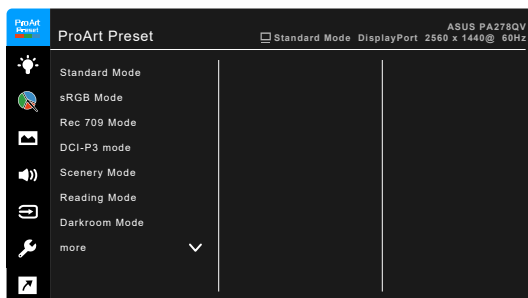 ProArt
Preset
ProArt Preset
ASUS PA278QV
Standard Mode DisplayPort 2560 x 1440@ 60Hz
Standard Mode
sRGB Mode
Rec 709 Mode
DCI-P3 mode
Scenery Mode
Reading Mode
Darkroom Mode
more